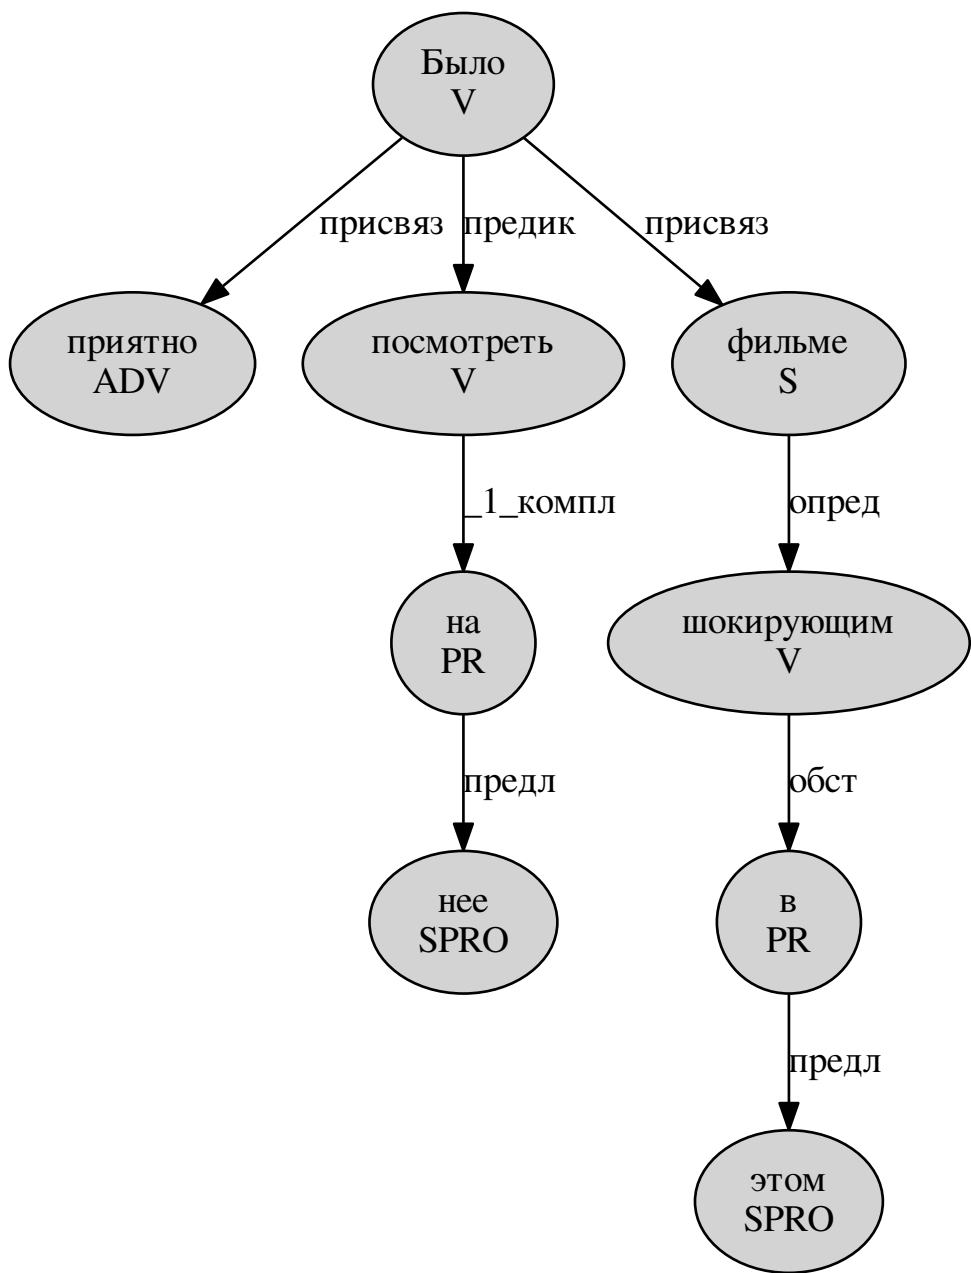 Было
V
присвяз
предик
присвяз
приятно
ADV
посмотреть
V
фильме
S
_1_компл
опред
на
PR
шокирующим
V
предл
обст
нее
SPRO
в
PR
предл
этом
SPRO